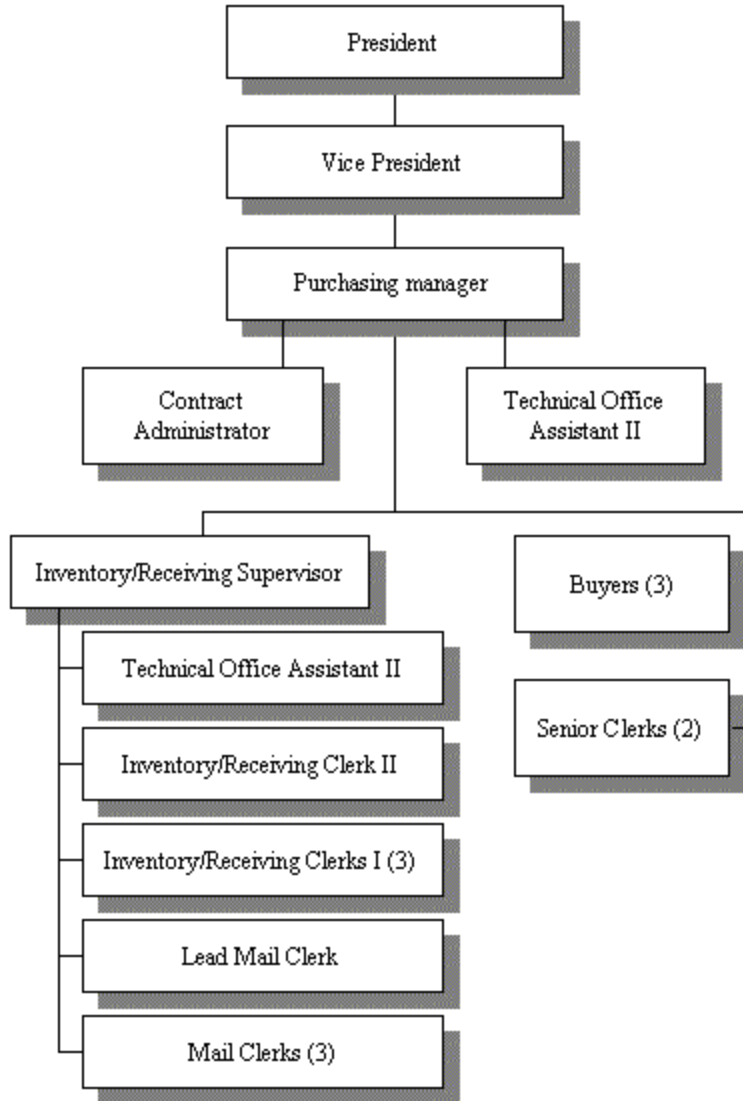 President
Vice President
Purchasing manager
Contract
Administrator
Technical Office
Assistant II
Inventory/Receiving Supervisor
Buyers (3)
Technical Office Assistant II
Senior Clerks (2)
Inventory/Receiving Clerk II
Inventory/Receiving Clerks I (3)
Lead Mail Clerk
Mail Clerks (3)